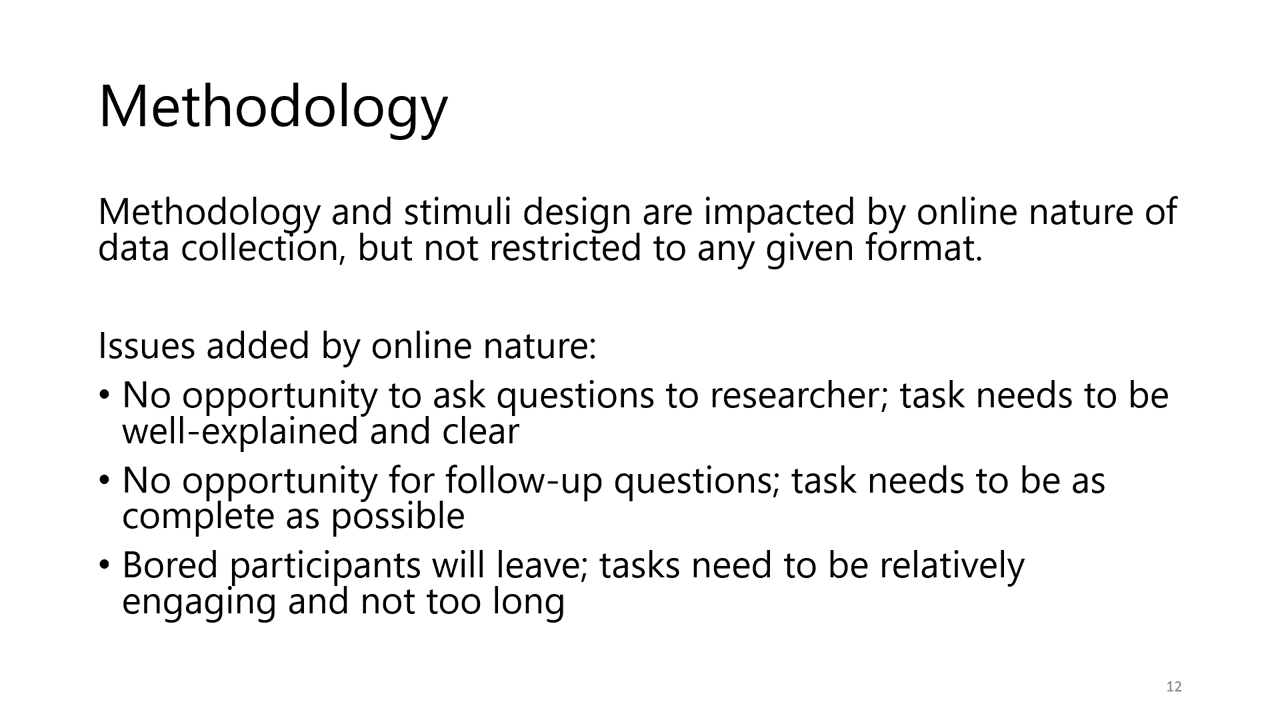 Methodology
Methodology and stimuli design are impacted by online nature of
data collection, but not restricted to any given format.
Issues added by online nature:
• No opportunity to ask questions to researcher; task needs to be
well-explained and clear
• No opportunity for follow-up questions; task needs to be as
complete as possible
• Bored participants will leave; tasks need to be relatively
engaging and not too long
12